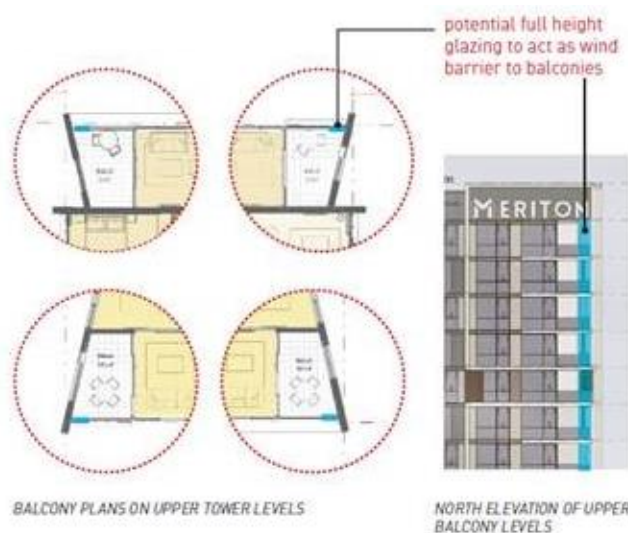 potential full height
glazing to act as wind
barrier to balconies
MERITON
BALCONY PLANS ON UPPER TOWER LEVELS
NORTH ELEVATION OF UPPER
BALCONY LEVELS